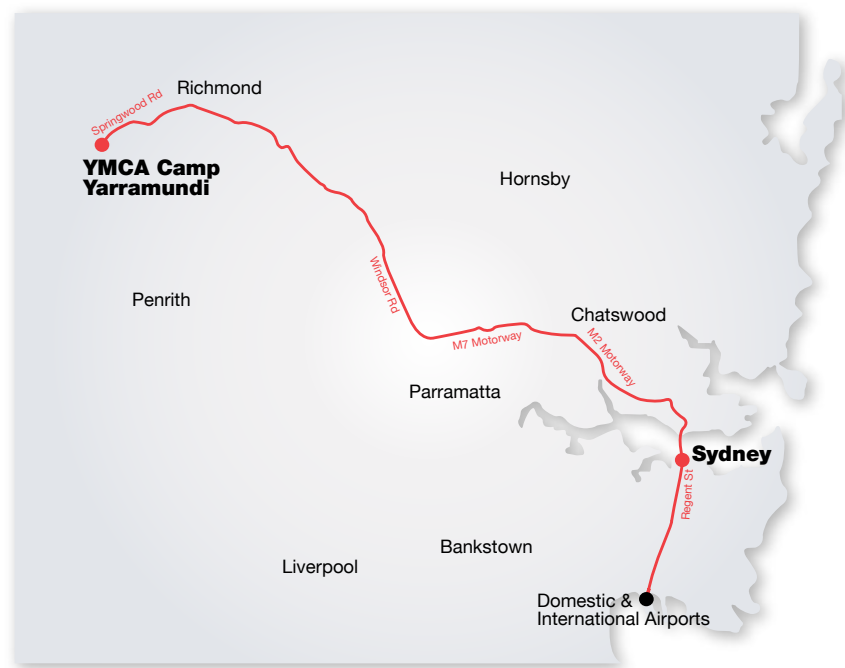 Richmond
Springwood Rd
YMCA Camp
Yarramundi
Hornsby
Penrith
Windsor Rd
Chatswood
M7 Motorway
M2 Motorway
Parramatta
Sydney
Regent St
Bankstown
Liverpool
Domestic &
International Airports